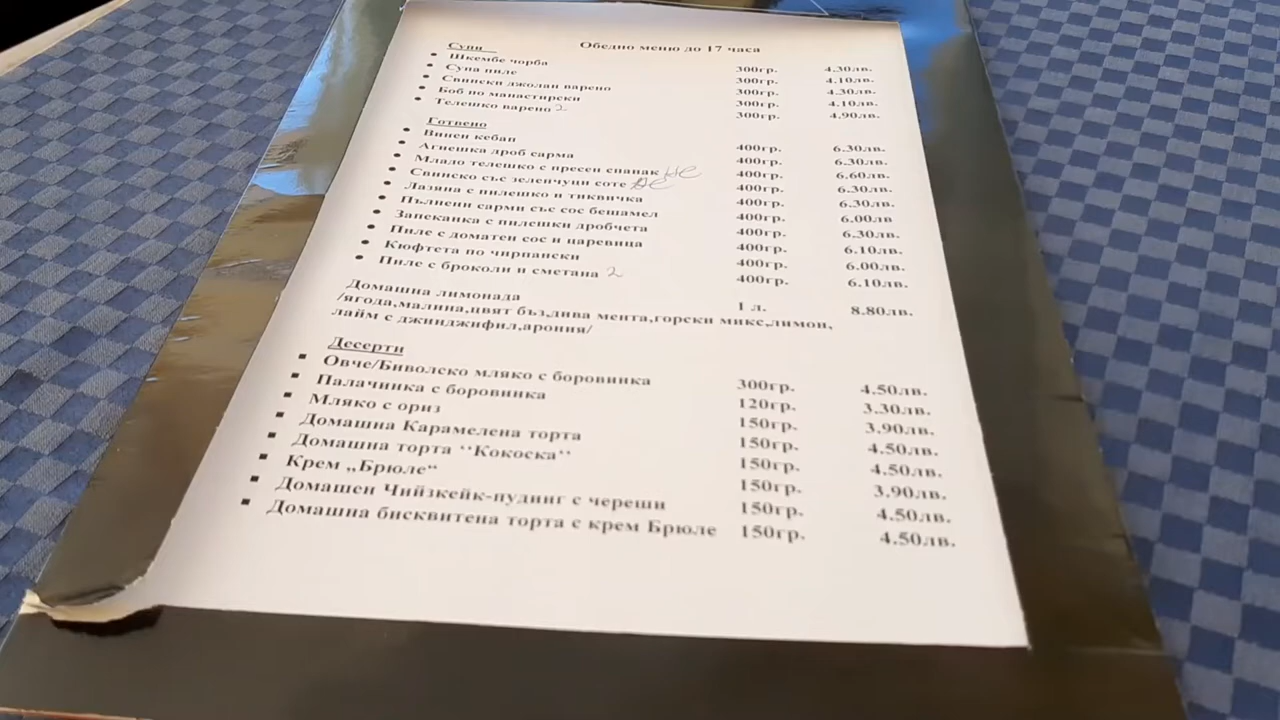 Обедно меню до 17 часа
Супи
Шкембе чорба 300гр. 4.30лв.
Супа пиле 300гр. 4.10лв.
Свински джолан варено 300гр. 4.30лв.
Боб по манастирски 300гр. 4.10лв.
Телешко варено 2 300гр. 4.90лв.
Готвено
Винен кебап 400гр. 6.30лв.
Агнешка дроб сарма 400гр. 6.30лв.
Млало телешко с пресен спанак не 400гр. 6,60лв.
Свинско със зеленчуци соте не 400гр. 6.30лв.
Лазяна с пилешко и тиквичка 400гр. 6.30лв.
Пълнени сарми със сос бешамел 400гр. 6.00лв
Запеканка с пилешки дробчета 400гр. 6.30лв.
Пиле с доматен сос и царевица 400гр. 6.10лв.
Кюфтета по чирпански 400гр. 6.00лв.
Пиле с броколи и сметана 2 400гр. 6.10лв.
Домашна лимонада 1 л. 8.80лв.
/ягода,малина,цвят бъз,дива мента,горски микс,лимон,
лайм с джинджифил,арония/
Десерти
Овче/Биволско мляко с боровинка 300гр. 4.50лв.
Палачинка с боровинка 120гр. 3.30лв.
Мляко с ориз 150гр. 3.90лв.
Домашна Карамелена торта 150гр. 4.50лв.
Домашна торта “Кокоска“ 150гр. 4.50лв.
Крем „Брюле“ 150гр. 3.90лв.
Домашен Чийзкейк-пудинг с череши 150гр. 4.50лв.
Домашна бисквитена торта с крем Брюле 150гр. 4.50лв.